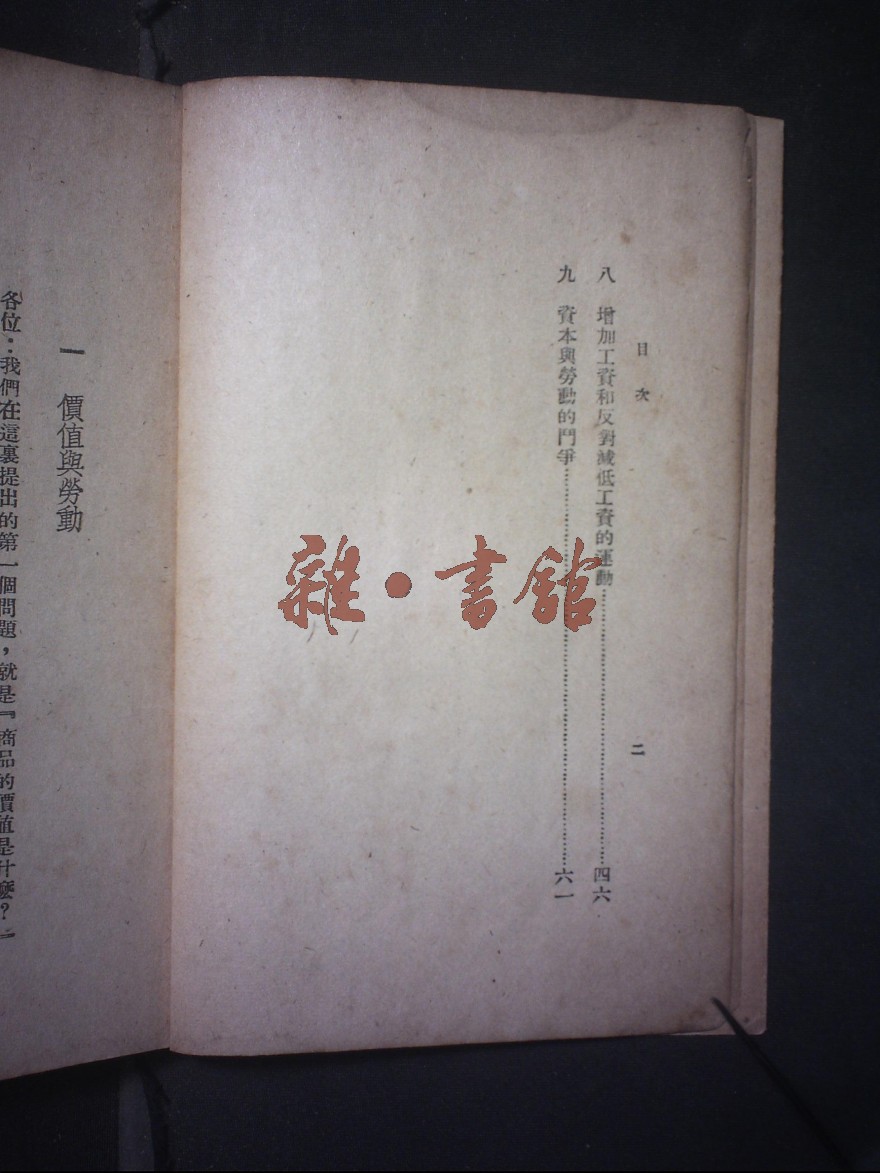 目次
二
八　增加工資和反對減低工資的運動……四六
九　資本與勞動的鬥爭……六一
雜·書館
一　價值與勞動
各位：我們在這裏提出的第一個問題，就是『商品的價值是什麼？』